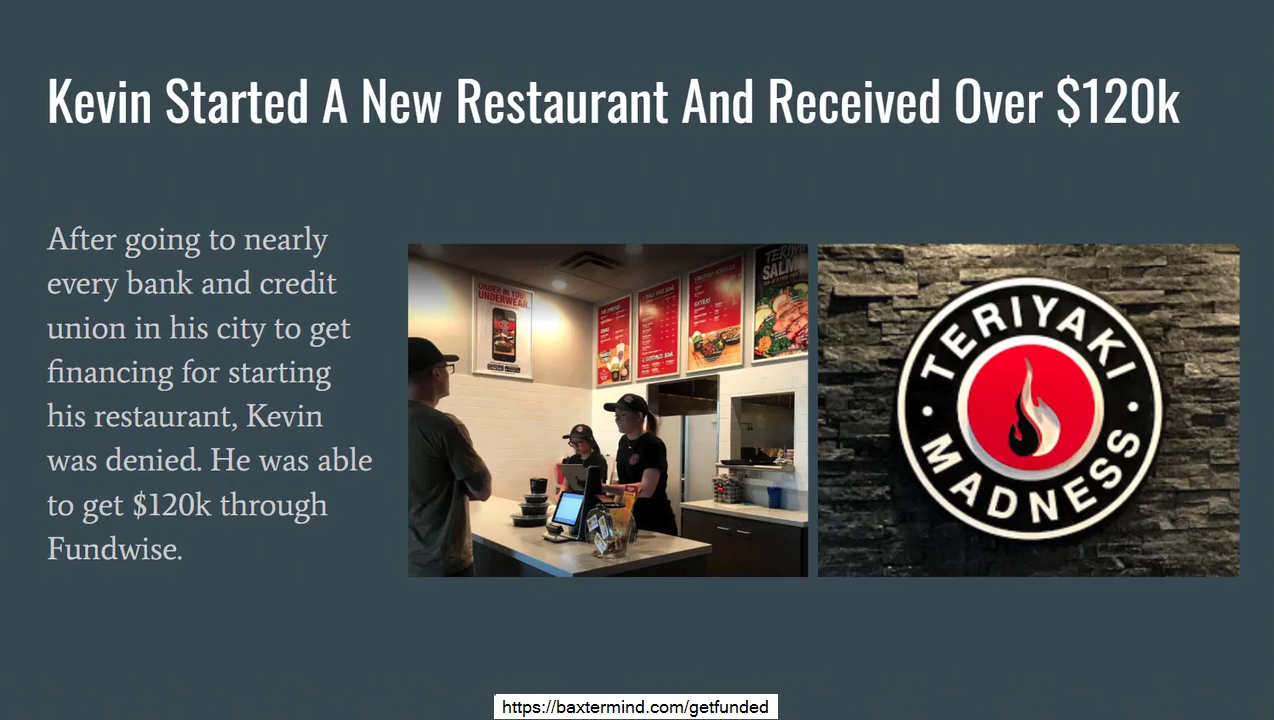 Kevin Started A New Restaurant And Received Over $120k
After going to nearly
every bank and credit
union in his city to get
financing for starting
his restaurant, Kevin
was denied. He was able
to get $120k through
Fundwise.
ORDER IN YOUR
UNDERWEAR.
TERIYAKI
MADNESS
https://baxtermind.com/getfunded